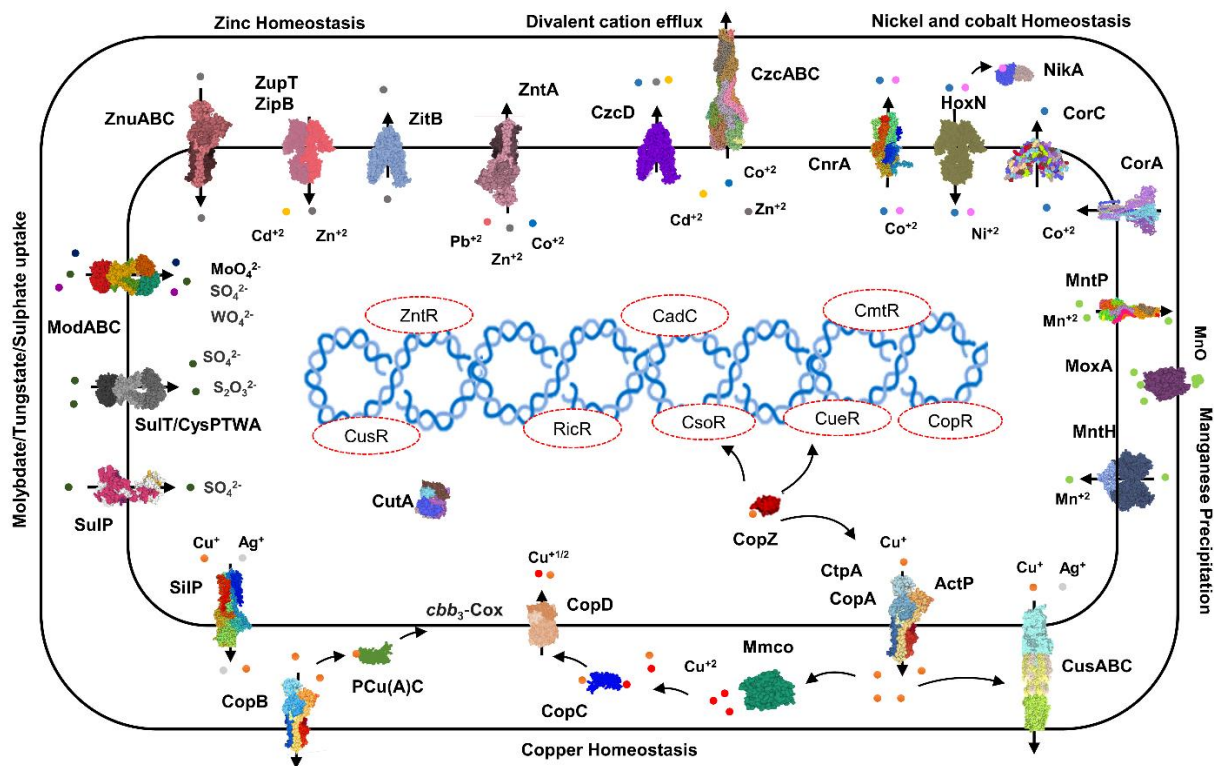 Zinc Homeostasis
Divalent cation efflux
Nickel and cobalt Homeostasis
ZnuABC
ZupT
ZipB
ZitB
ZntA
CzcD
CzcABC
CnrA
HoxN
NikA
CorC
CorA
Cd+2
Zn+2
Pb+2
Zn+2
Co+2
Cd+2
Co+2
Zn+2
Co+2
Ni+2
Co+2
Molybdate/Tungstate/Sulphate uptake
ModABC
MoO₄²⁻
SO₄²⁻
WO₄²⁻
SO₄²⁻
S₂O₃²⁻
SulT/CysPTWA
SulP
SO₄²⁻
ZntR
CadC
CmtR
CusR
RicR
CsoR
CueR
CopR
CutA
CopZ
MntP
Mn+2
MoxA
MnO
MntH
Mn+2
Manganese Precipitation
Cu⁺
Ag⁺
SilP
CopB
PCu(A)C
cbb₃-Cox
Cu+1/2
CopD
CopC
Cu+2
Mmco
Cu⁺
CtpA
CopA
ActP
Cu⁺
Ag⁺
CusABC
Copper Homeostasis